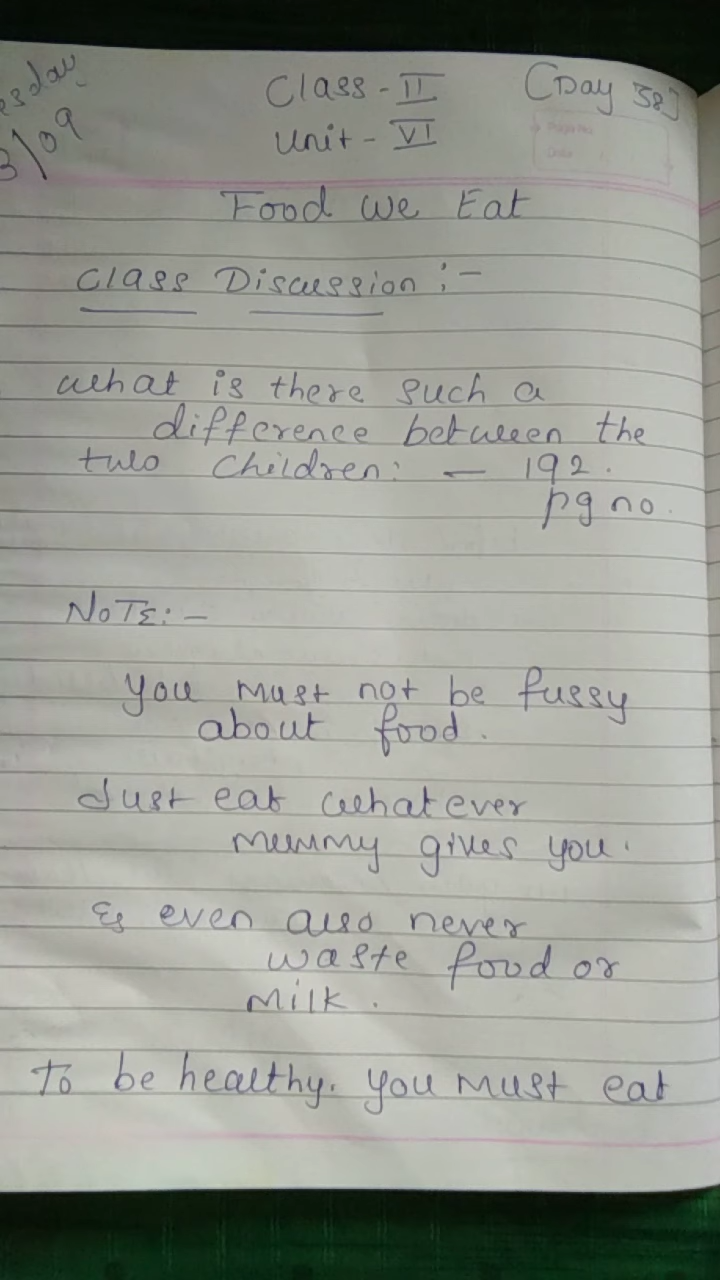 Class - II [Day 38]
Unit - VI
Food We Eat
Class Discussion :-
What is there such a
difference between the
two children: - 192.
pg no.
NOTE: -
You must not be fussy
about food.
Just eat whatever
mummy gives you.
& even also never
waste food or
milk.
To be healthy. You must eat